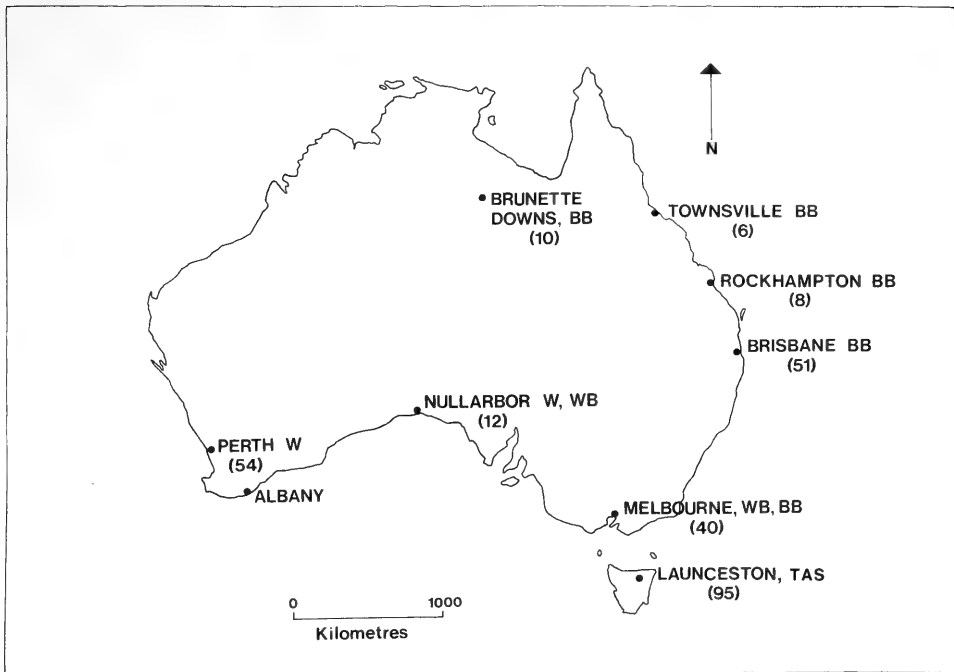 N
BRUNETTE
DOWNS, BB
(10)
TOWNSVILLE BB
(6)
ROCKHAMPTON BB
(8)
BRISBANE BB
(51)
NULLARBOR W, WB
(12)
PERTH W
(54)
ALBANY
MELBOURNE, WB, BB
(40)
LAUNCESTON, TAS
(95)
0 1000
Kilometres